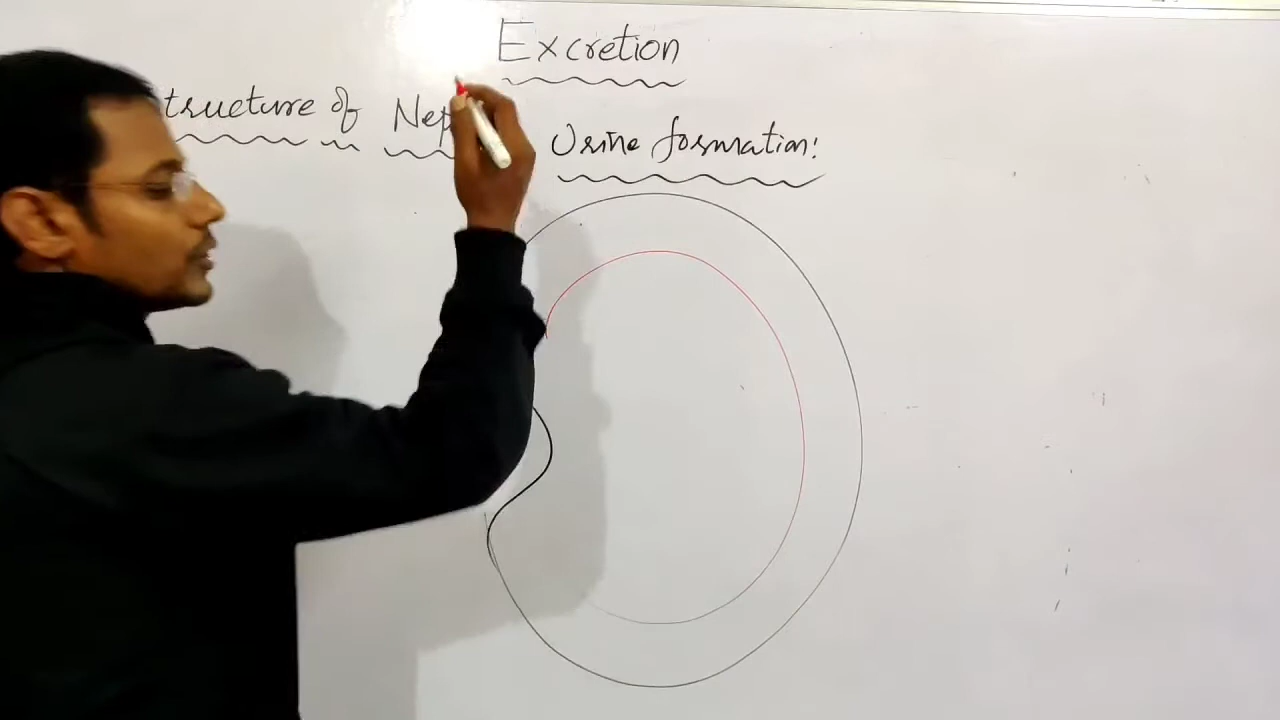 Excretion
tructure of Nep
Urine formation: